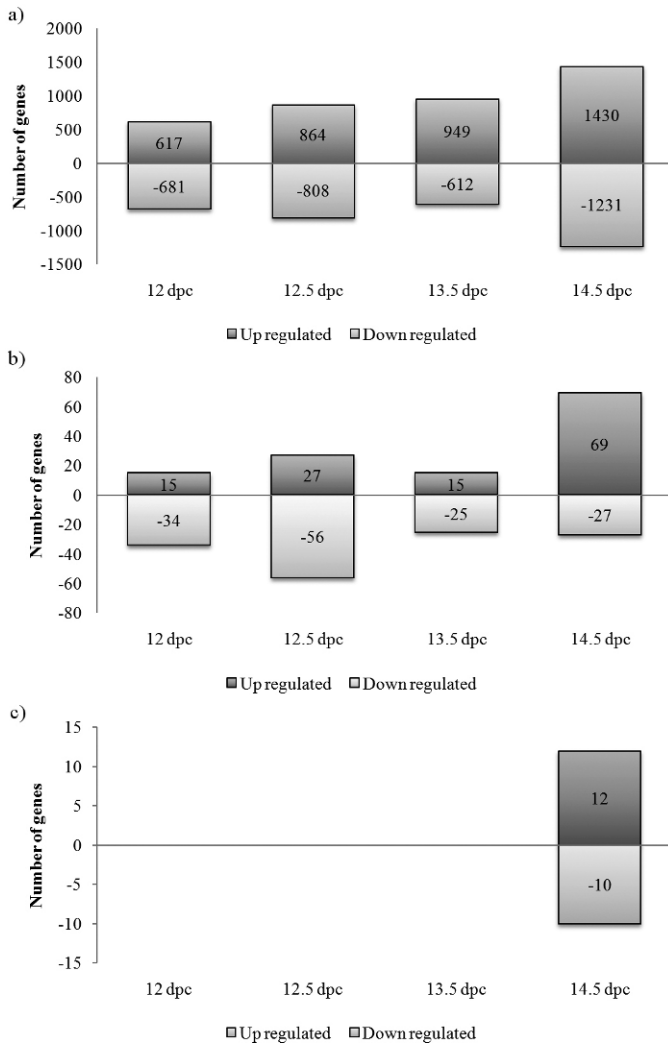 a)
Number of genes
2000
1500
1000
500
0
-500
-1000
-1500
617
864
949
1430
-681
-808
-612
-1231
12 dpc
12.5 dpc
13.5 dpc
14.5 dpc
Up regulated
Down regulated
b)
Number of genes
80
60
40
20
0
-20
-40
-60
-80
15
27
15
69
-34
-56
-25
-27
12 dpc
12.5 dpc
13.5 dpc
14.5 dpc
Up regulated
Down regulated
c)
Number of genes
15
10
5
0
-5
-10
-15
12
-10
12 dpc
12.5 dpc
13.5 dpc
14.5 dpc
Up regulated
Down regulated